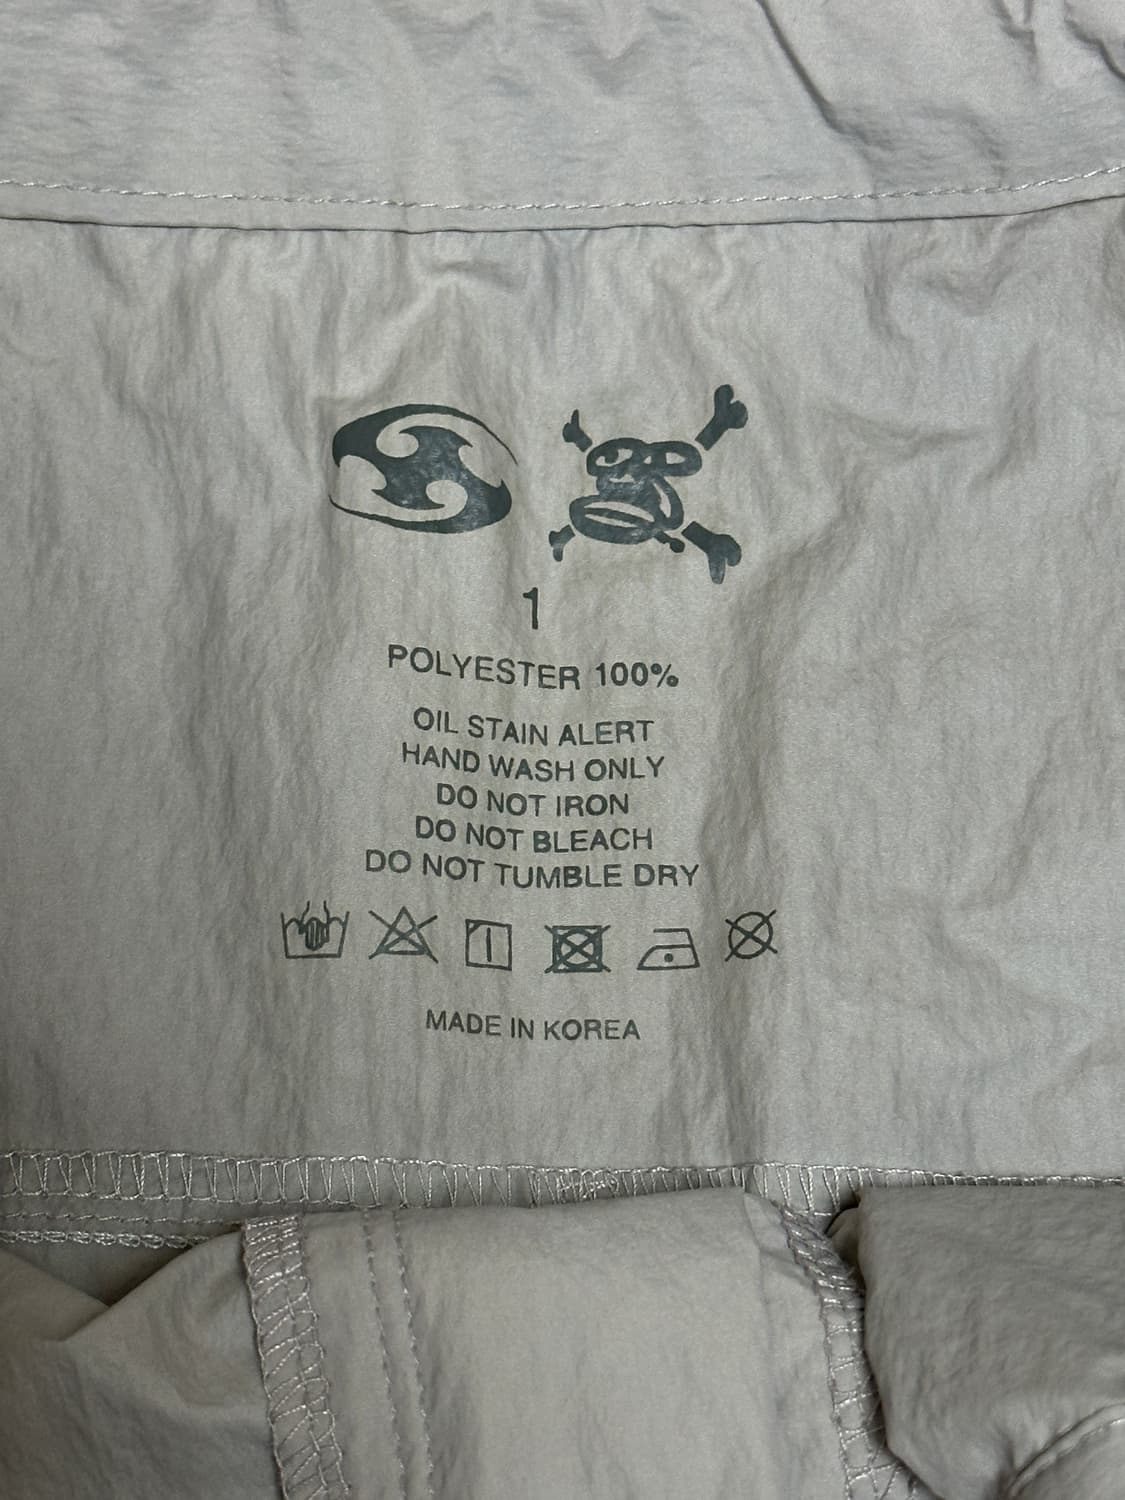 1
POLYESTER 100%
OIL STAIN ALERT
HAND WASH ONLY
DO NOT IRON
DO NOT BLEACH
DO NOT TUMBLE DRY
MADE IN KOREA